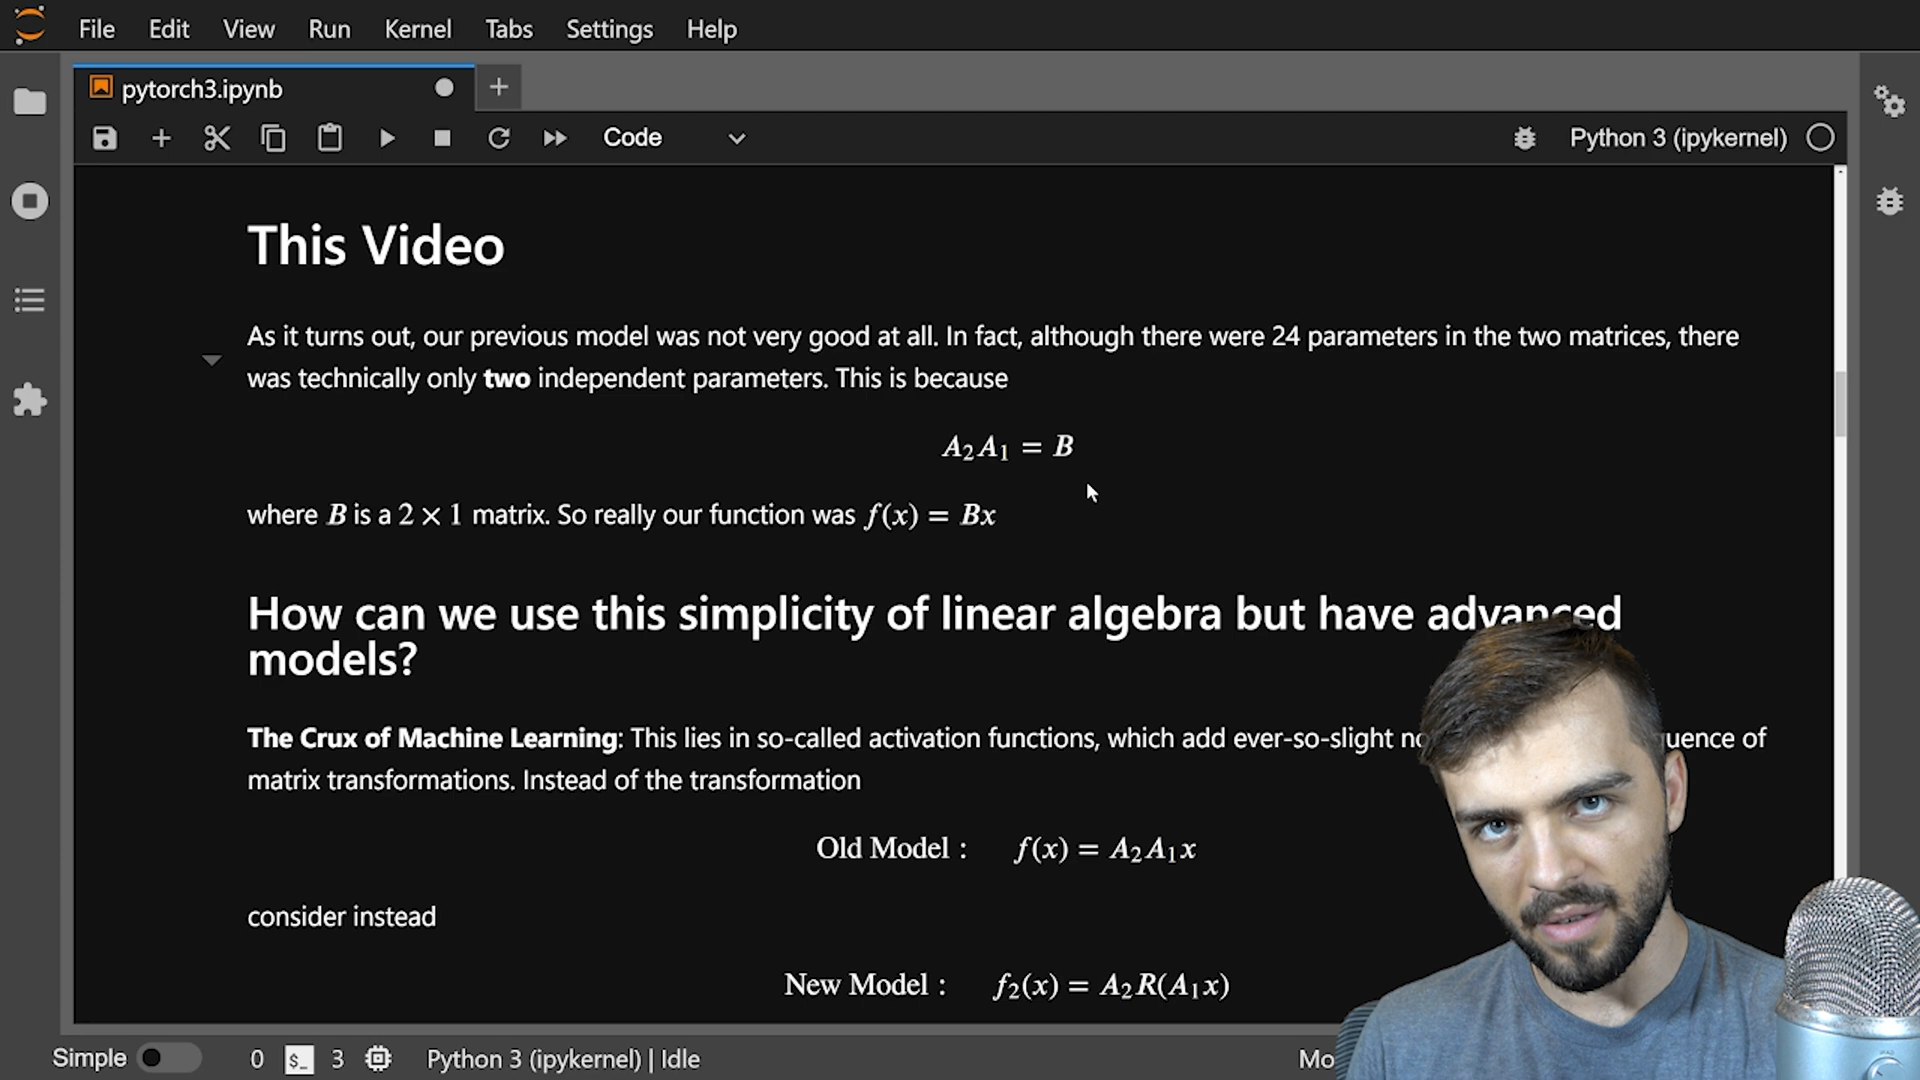 File Edit View Run Kernel Tabs Settings Help
pytorch3.ipynb
Code Python 3 (ipykernel)
This Video
As it turns out, our previous model was not very good at all. In fact, although there were 24 parameters in the two matrices, there
was technically only two independent parameters. This is because
A₂A₁ = B
where B is a 2 × 1 matrix. So really our function was f(x) = Bx
How can we use this simplicity of linear algebra but have advanced
models?
The Crux of Machine Learning: This lies in so-called activation functions, which add ever-so-slight of
matrix transformations. Instead of the transformation
Old Model : f(x) = A₂A₁x
consider instead
New Model : f₂(x) = A₂R(A₁x)
Simple 0 $_ 3 Python 3 (ipykernel) | Idle